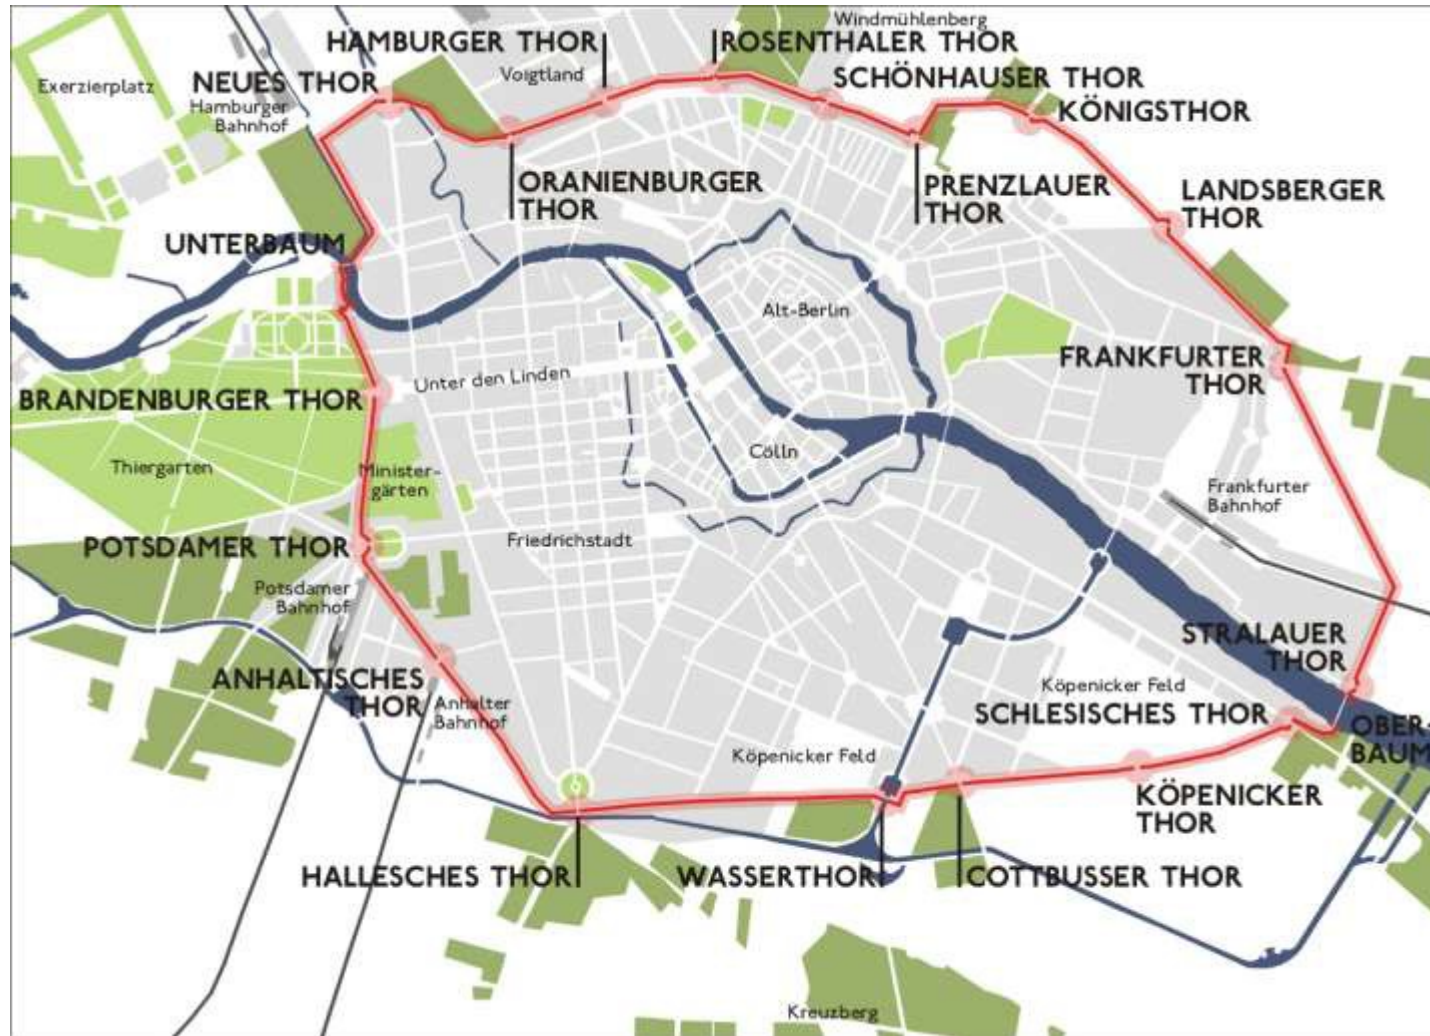 Windmühlenberg
HAMBURGER THOR
ROSENTHALER THOR
Voigtland
SCHÖNHAUSER THOR
NEUES THOR
Exerzierplatz
Hamburger
Bahnhof
KÖNIGSTHOR
ORANIENBURGER
THOR
PRENZLAUER
THOR
LANDSBERGER
THOR
UNTERBAUM
Alt-Berlin
FRANKFURTER
THOR
Unter den Linden
BRANDENBURGER THOR
Cölln
Thiergarten
Minister-
gärten
Frankfurter
Bahnhof
POTSDAMER THOR
Friedrichstadt
Potsdamer
Bahnhof
STRALAUER
THOR
ANHALTISCHES
THOR
Anhalter
Bahnhof
Köpenicker Feld
SCHLESISCHES THOR
OBER-
BAUM
Köpenicker Feld
KÖPENICKER
THOR
HALLESCHES THOR
WASSERTHOR
COTTBUSSER THOR
Kreuzberg